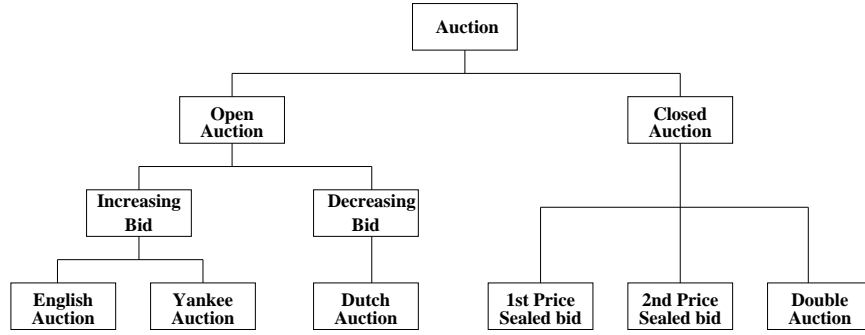 Auction
Open
Auction
Closed
Auction
Increasing
Bid
Decreasing
Bid
English
Auction
Yankee
Auction
Dutch
Auction
1st Price
Sealed bid
2nd Price
Sealed bid
Double
Auction